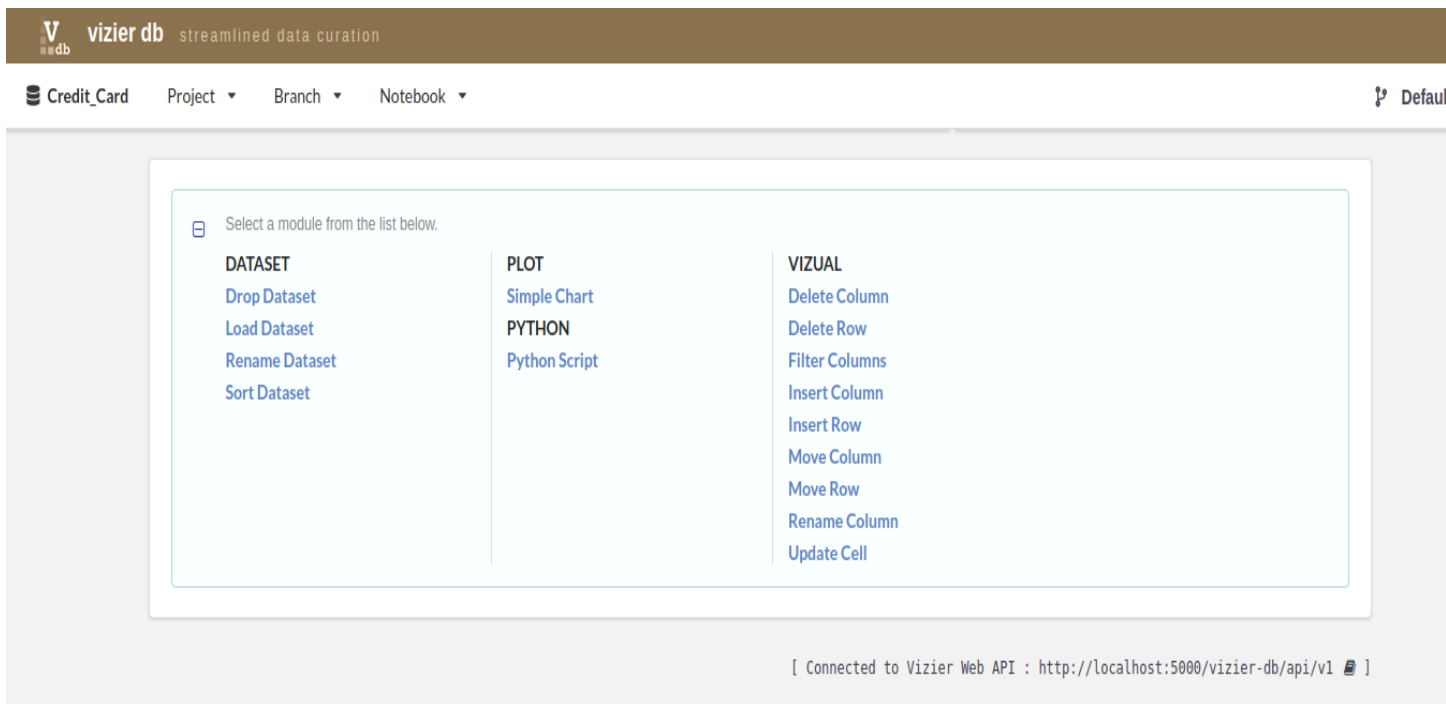 V
db
vizier db streamlined data curation
Credit_Card Project Branch Notebook Defaul
Select a module from the list below.
DATASET
Drop Dataset
Load Dataset
Rename Dataset
Sort Dataset
PLOT
Simple Chart
PYTHON
Python Script
VIZUAL
Delete Column
Delete Row
Filter Columns
Insert Column
Insert Row
Move Column
Move Row
Rename Column
Update Cell
[ Connected to Vizier Web API : http://localhost:5000/vizier-db/api/v1 ]